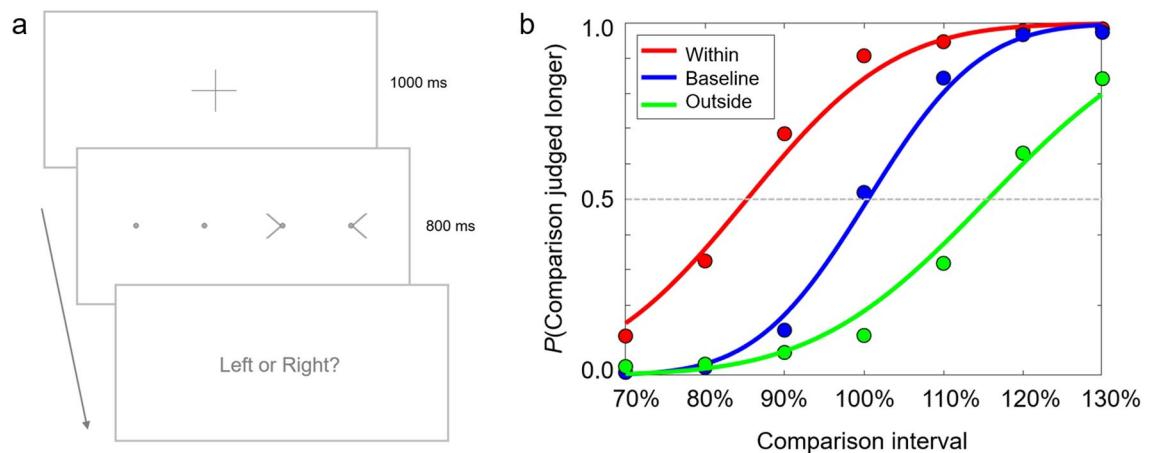 a
1000 ms
800 ms
Left or Right?
b
P(Comparison judged longer)
1.0
0.5
0.0
Within
Baseline
Outside
70% 80% 90% 100% 110% 120% 130%
Comparison interval